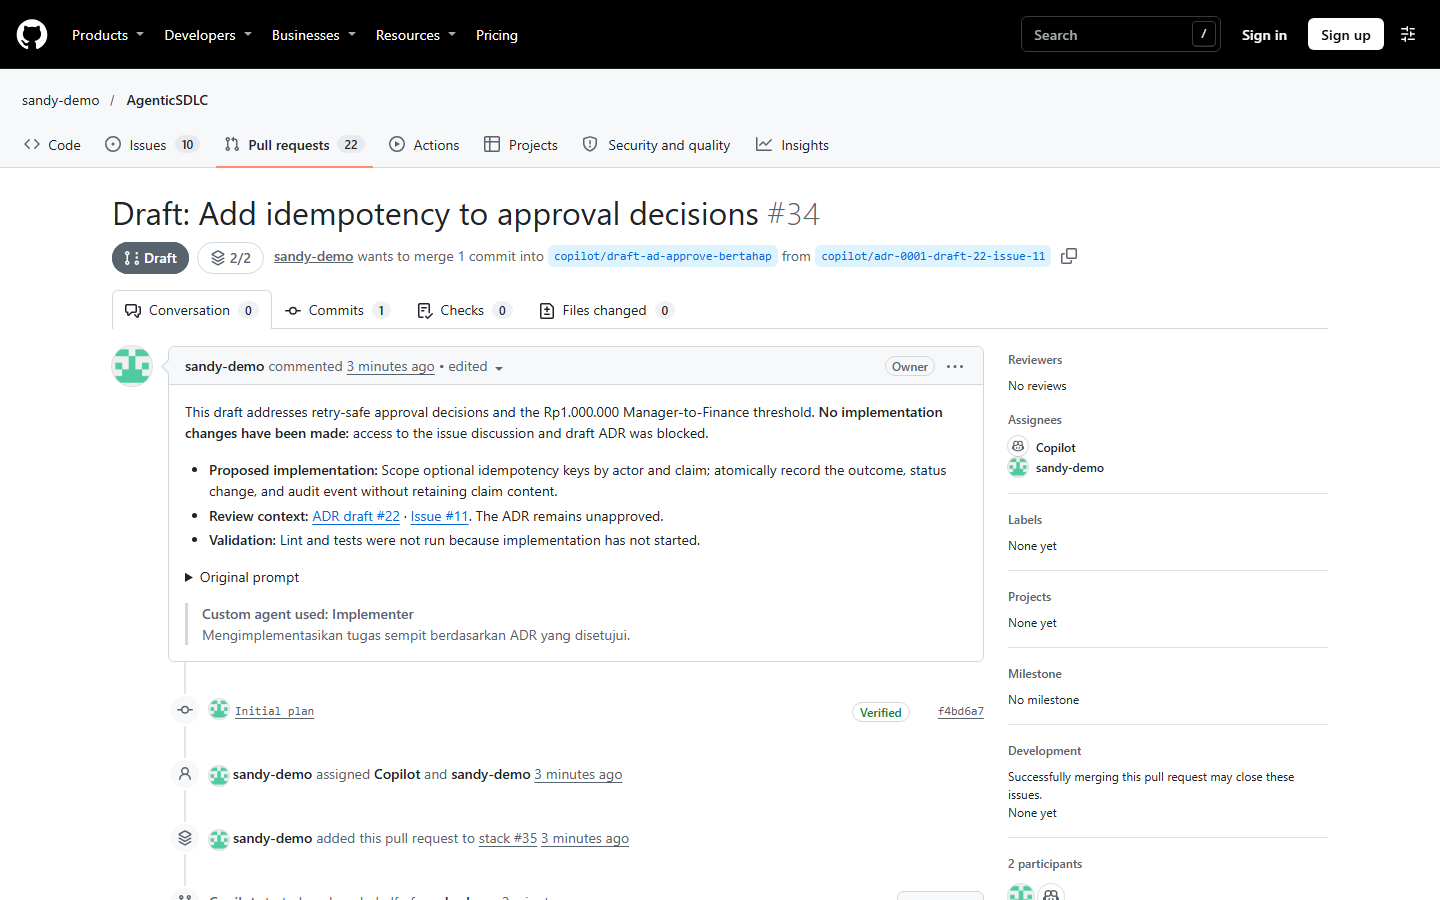 Products Developers Businesses Resources Pricing Search / Sign in Sign up
sandy-demo / AgenticSDLC
Code Issues 10 Pull requests 22 Actions Projects Security and quality Insights
Draft: Add idempotency to approval decisions #34
Draft 2/2 sandy-demo wants to merge 1 commit into copilot/draft-ad-approve-bertahap from copilot/adr-0001-draft-22-issue-11
Conversation 0 Commits 1 Checks 0 Files changed 0
sandy-demo commented 3 minutes ago • edited Owner
This draft addresses retry-safe approval decisions and the Rp1.000.000 Manager-to-Finance threshold. No implementation
changes have been made: access to the issue discussion and draft ADR was blocked.
• Proposed implementation: Scope optional idempotency keys by actor and claim; atomically record the outcome, status
change, and audit event without retaining claim content.
• Review context: ADR draft #22 · Issue #11. The ADR remains unapproved.
• Validation: Lint and tests were not run because implementation has not started.
Original prompt
Custom agent used: Implementer
Mengimplementasikan tugas sempit berdasarkan ADR yang disetujui.
Initial plan Verified f4bd6a7
sandy-demo assigned Copilot and sandy-demo 3 minutes ago
sandy-demo added this pull request to stack #35 3 minutes ago
Reviewers
No reviews
Assignees
Copilot
sandy-demo
Labels
None yet
Projects
None yet
Milestone
No milestone
Development
Successfully merging this pull request may close these
issues.
None yet
2 participants